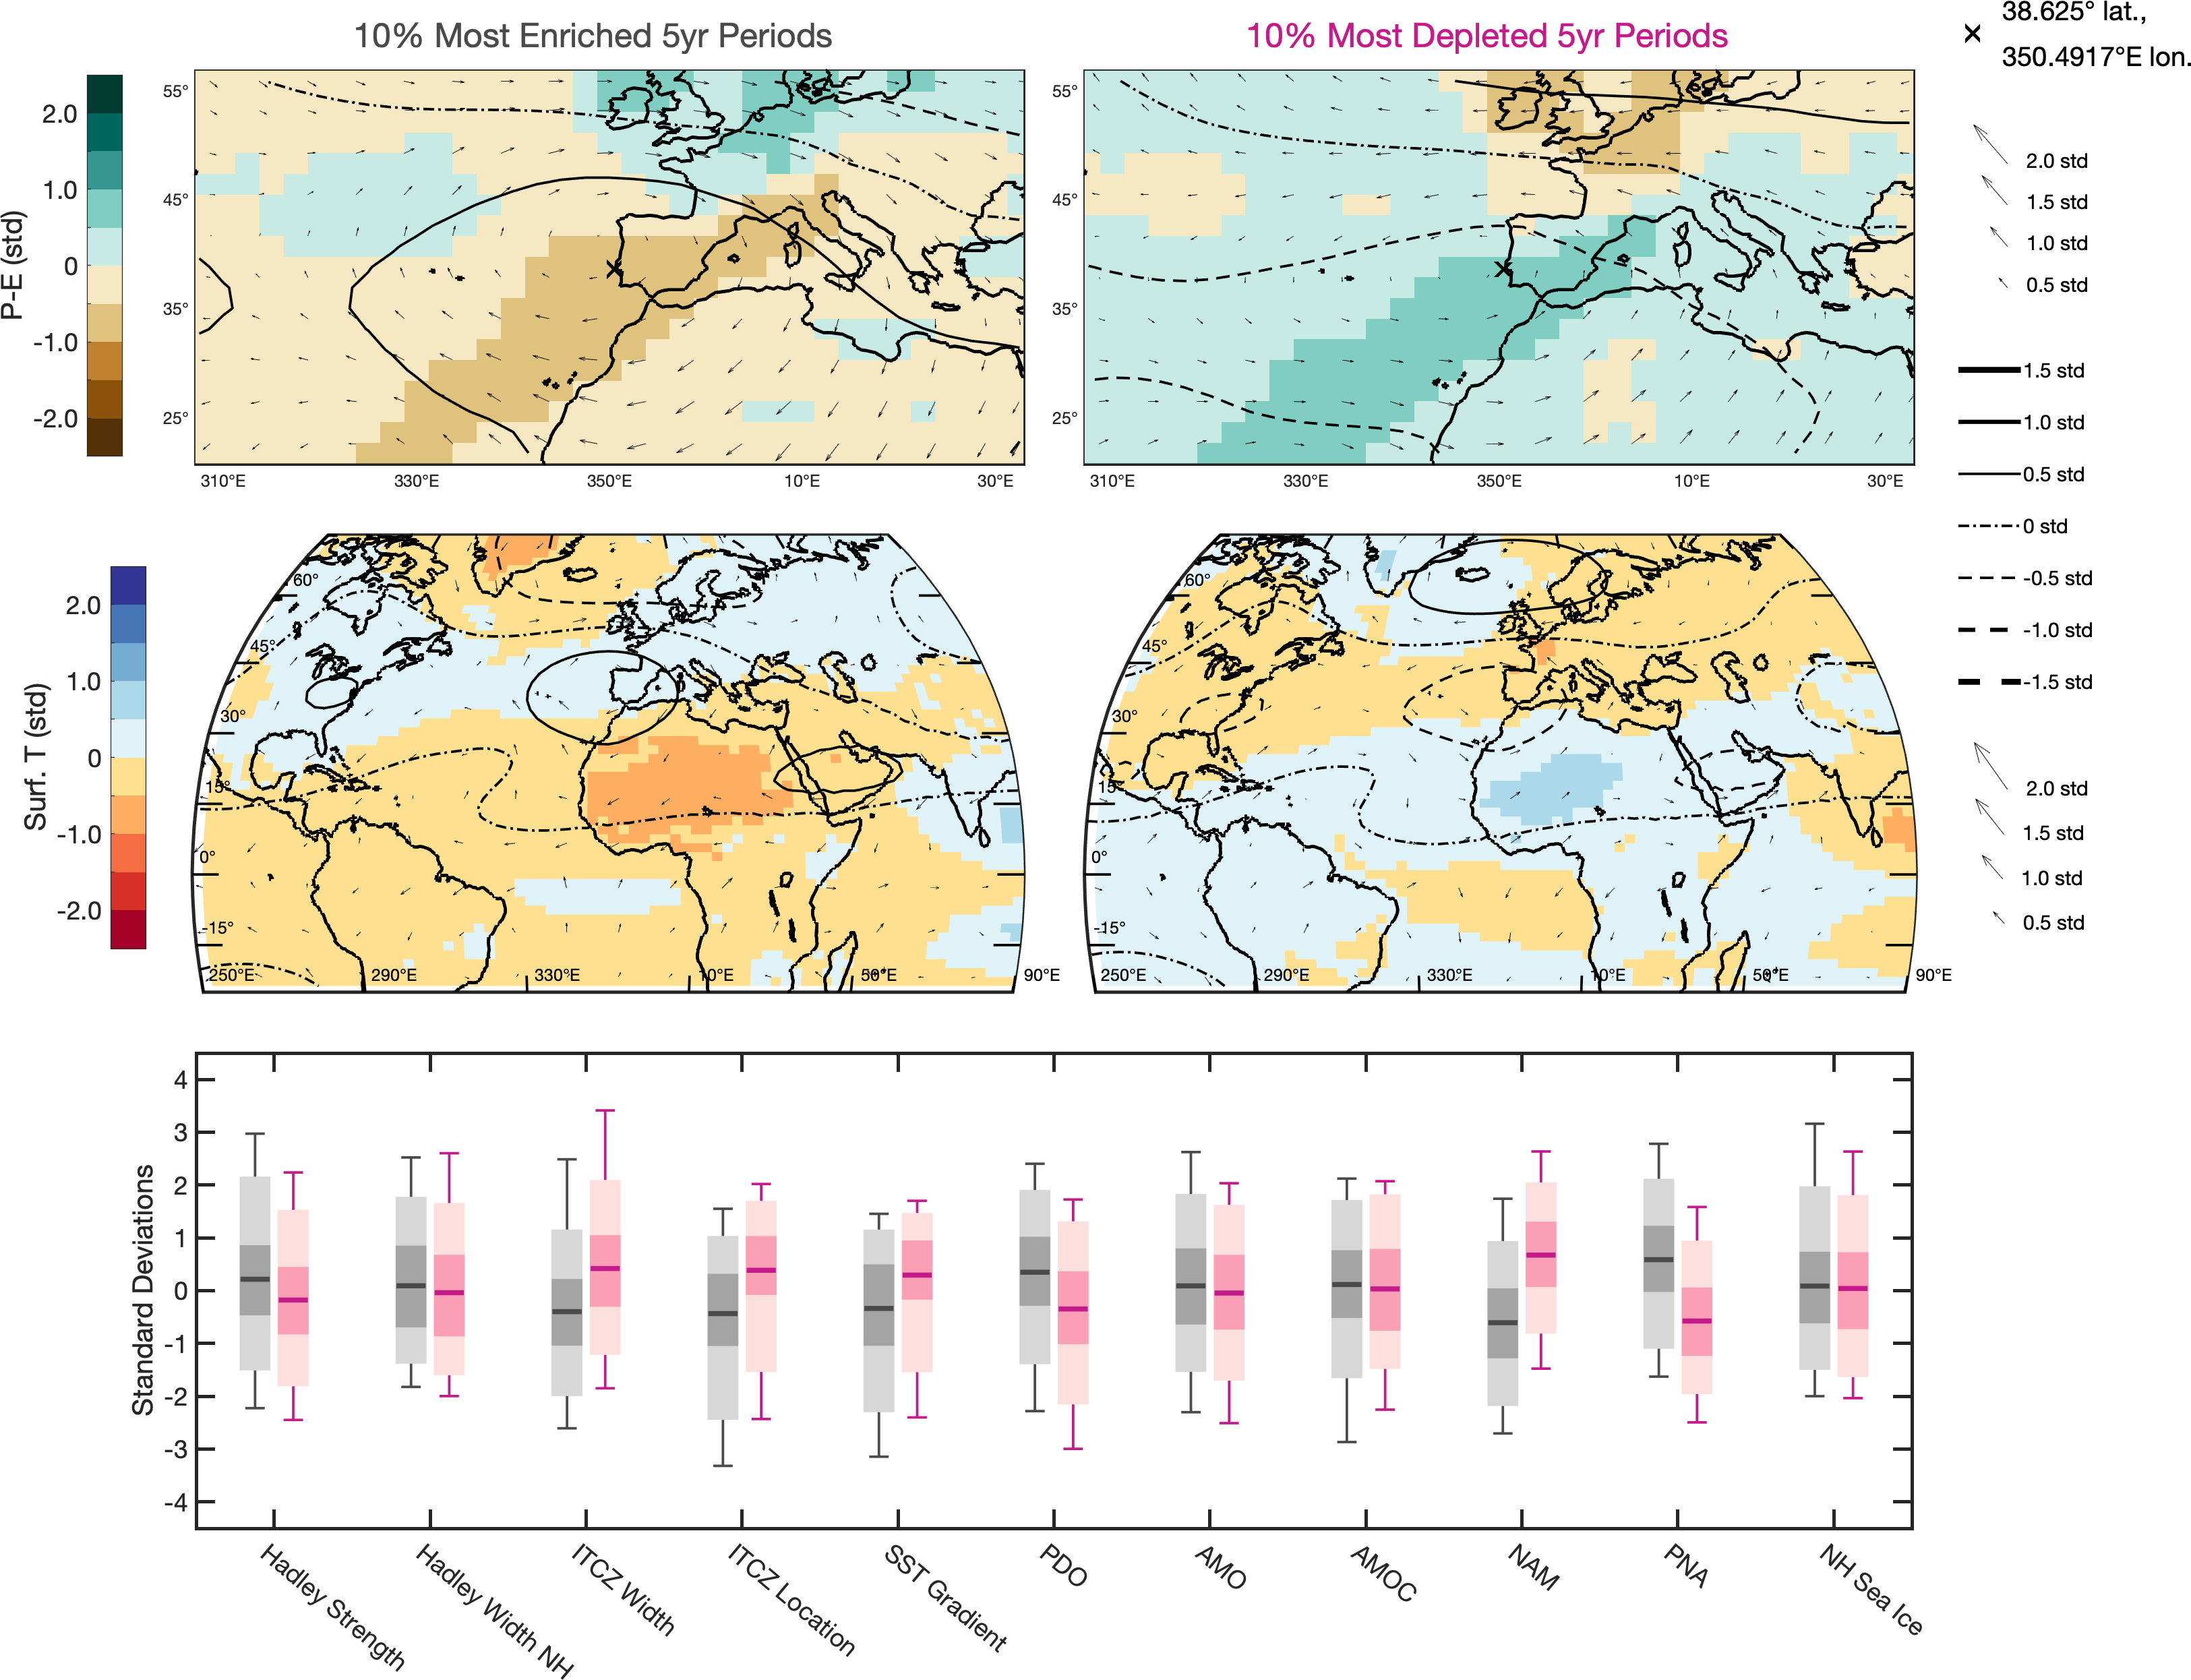 10% Most Enriched 5yr Periods
10% Most Depleted 5yr Periods
38.625° lat.,
350.4917°E lon.
P-E (std)
2.0
1.0
0
-1.0
-2.0
55°
45°
35°
25°
310°E
330°E
350°E
10°E
30°E
55°
45°
35°
25°
310°E
330°E
350°E
10°E
30°E
2.0 std
1.5 std
1.0 std
0.5 std
1.5 std
1.0 std
0.5 std
0 std
-0.5 std
-1.0 std
-1.5 std
2.0 std
1.5 std
1.0 std
0.5 std
Surf. T (std)
2.0
1.0
0
-1.0
-2.0
60°
45°
30°
15°
0°
-15°
250°E
290°E
330°E
10°E
50°E
90°E
60°
45°
30°
15°
0°
-15°
250°E
290°E
330°E
10°E
50°E
90°E
Standard Deviations
4
3
2
1
0
-1
-2
-3
-4
Hadley Strength
Hadley Width NH
ITCZ Width
ITCZ Location
SST Gradient
PDO
AMO
AMOC
NAM
PNA
NH Sea Ice